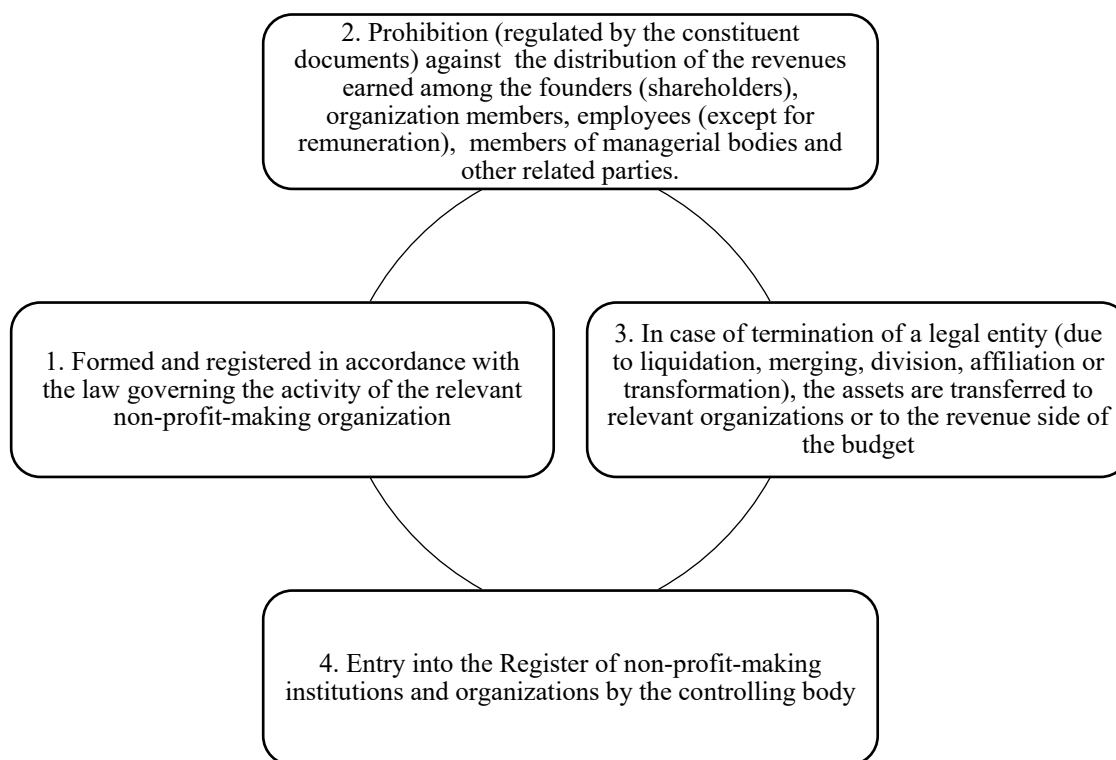 2. Prohibition (regulated by the constituent
documents) against  the distribution of the revenues
earned among the founders (shareholders),
organization members, employees (except for
remuneration),  members of managerial bodies and
other related parties.
1. Formed and registered in accordance with
the law governing the activity of the relevant
non-profit-making organization
3. In case of termination of a legal entity (due
to liquidation, merging, division, affiliation or
transformation), the assets are transferred to
relevant organizations or to the revenue side of
the budget
4. Entry into the Register of non-profit-making
institutions and organizations by the controlling body